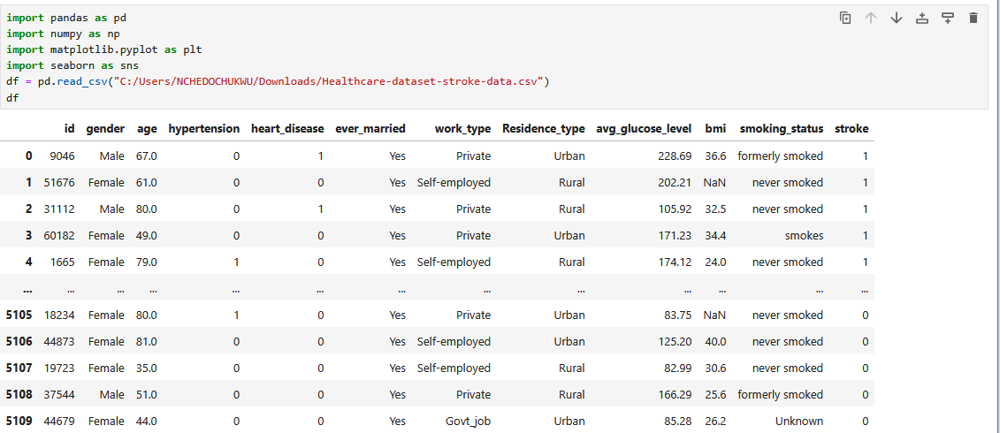 import pandas as pd
import numpy as np
import matplotlib.pyplot as plt
import seaborn as sns
df = pd.read_csv("C:/Users/NCHEDOCHUKWU/Downloads/Healthcare-dataset-stroke-data.csv")
df
id gender age hypertension heart_disease ever_married work_type Residence_type avg_glucose_level bmi smoking_status stroke
0 9046 Male 67.0 0 1 Yes Private Urban 228.69 36.6 formerly smoked 1
1 51676 Female 61.0 0 0 Yes Self-employed Rural 202.21 NaN never smoked 1
2 31112 Male 80.0 0 1 Yes Private Rural 105.92 32.5 never smoked 1
3 60182 Female 49.0 0 0 Yes Private Urban 171.23 34.4 smokes 1
4 1665 Female 79.0 1 0 Yes Self-employed Rural 174.12 24.0 never smoked 1
... ... ... ... ... ... ... ... ... ... ... ... ...
5105 18234 Female 80.0 1 0 Yes Private Urban 83.75 NaN never smoked 0
5106 44873 Female 81.0 0 0 Yes Self-employed Urban 125.20 40.0 never smoked 0
5107 19723 Female 35.0 0 0 Yes Self-employed Rural 82.99 30.6 never smoked 0
5108 37544 Male 51.0 0 0 Yes Private Rural 166.29 25.6 formerly smoked 0
5109 44679 Female 44.0 0 0 Yes Govt_job Urban 85.28 26.2 Unknown 0